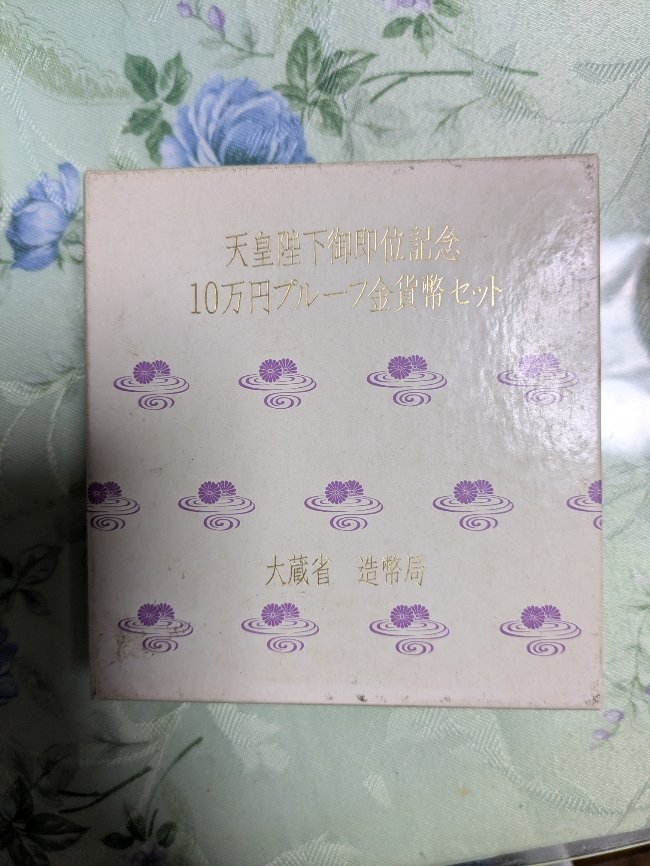 天皇陛下御即位記念
10万円プルーフ金貨幣セット
大蔵省　造幣局